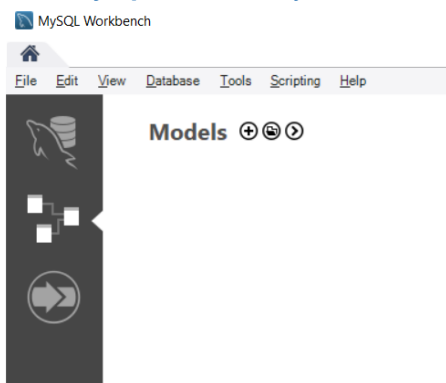 MySQL Workbench
File Edit View Database Tools Scripting Help
Models